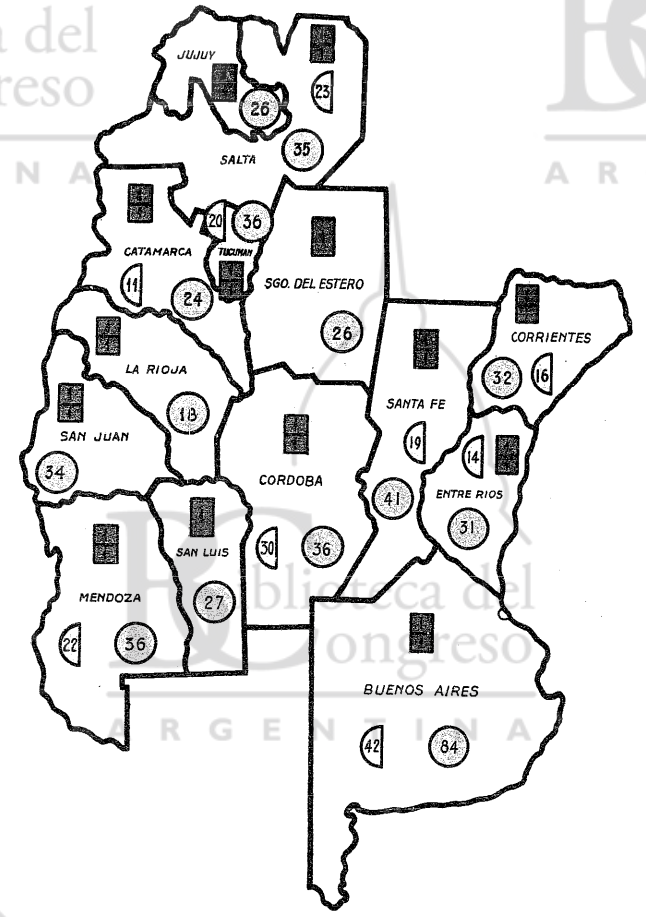 a del
greso
N A
A R
JUJUY
26
23
35
SALTA
20
36
CATAMARCA
TUCUMAN
11
24
SGO. DEL ESTERO
26
CORRIENTES
32
16
LA RIOJA
18
SANTA FE
19
41
SAN JUAN
34
CORDOBA
30
36
14
ENTRE RIOS
31
SAN LUIS
27
MENDOZA
22
36
Biblioteca del
Congreso
ARGENTINA
BUENOS AIRES
42
84